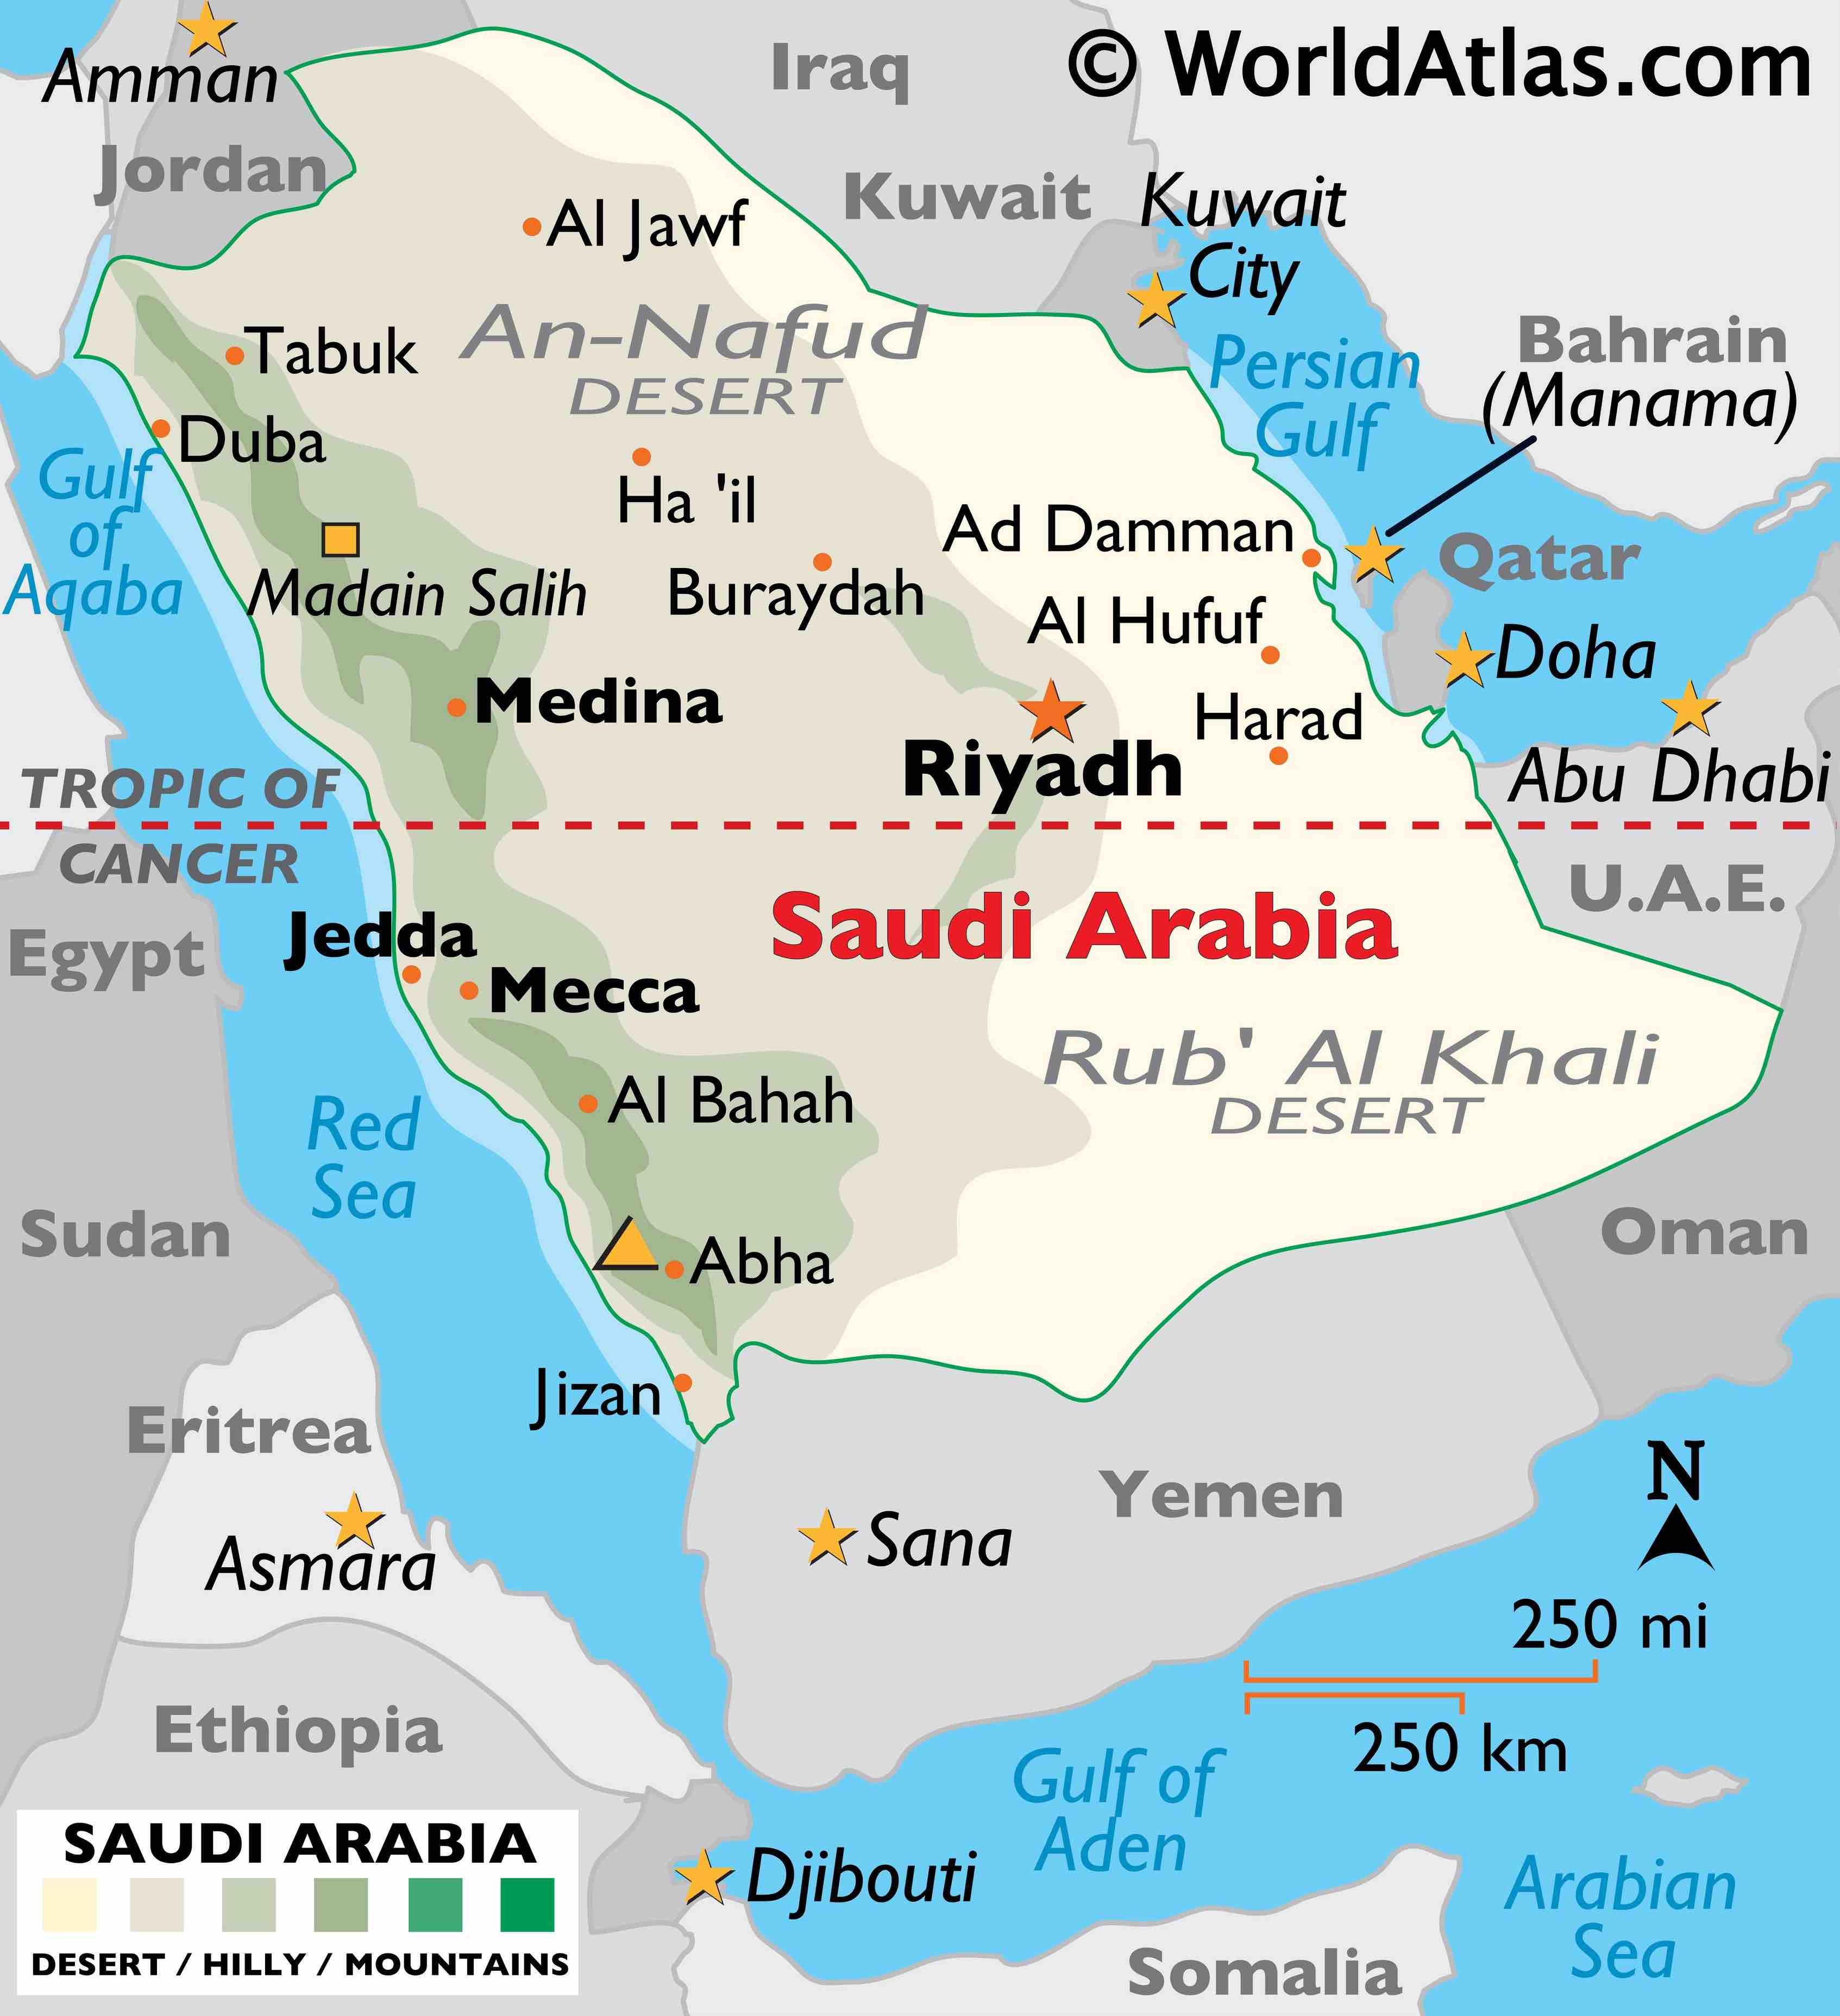 © WorldAtlas.com
Amman
Iraq
Jordan
Kuwait
Kuwait
City
Al Jawf
An-Nafud
DESERT
Persian
Gulf
Bahrain
(Manama)
Tabuk
Duba
Gulf
of
Aqaba
Ha 'il
Ad Damman
Qatar
Madain Salih
Buraydah
Al Hufuf
Doha
Medina
Harad
Riyadh
Abu Dhabi
TROPIC OF
CANCER
U.A.E.
Egypt
Jedda
Saudi Arabia
Mecca
Rub' Al Khali
DESERT
Al Bahah
Red
Sea
Sudan
Oman
Abha
Jizan
Eritrea
Yemen
N
Asmara
Sana
250 mi
250 km
Ethiopia
Gulf of
Aden
Djibouti
Arabian
Sea
Somalia
SAUDI ARABIA
DESERT / HILLY / MOUNTAINS